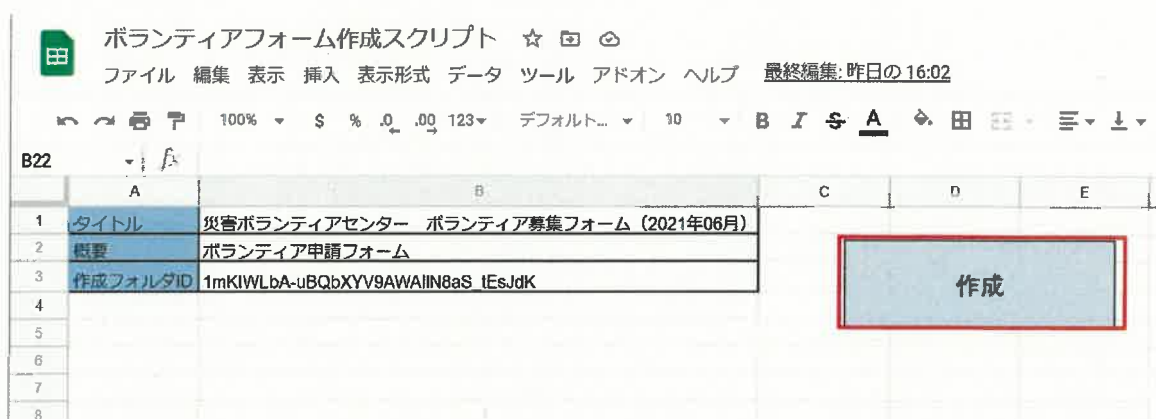 ボランティアフォーム作成スクリプト
ファイル 編集 表示 挿入 表示形式 データ ツール アドオン ヘルプ 最終編集: 昨日の 16:02
100% $ % .0 .00 123 デフォルト... 10 B I S A
B22 fx
A B C D E
1 タイトル 災害ボランティアセンター ボランティア募集フォーム（2021年06月）
2 概要 ボランティア申請フォーム
3 作成フォルダID 1mKIWLbA-uBQbXYV9AWAlIN8aS_tEsJdK
作成
4
5
6
7
8